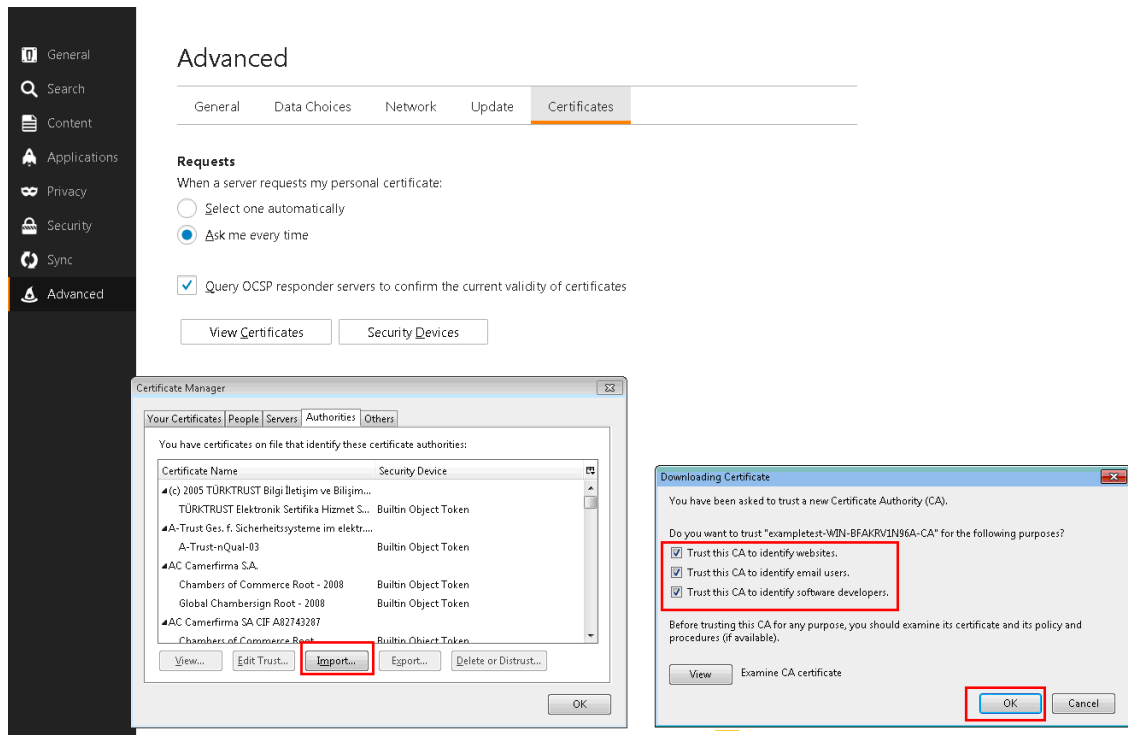 General
Search
Content
Applications
Privacy
Security
Sync
Advanced
Advanced
General Data Choices Network Update Certificates
Requests
When a server requests my personal certificate:
Select one automatically
Ask me every time
Query OCSP responder servers to confirm the current validity of certificates
View Certificates Security Devices
Certificate Manager
Your Certificates People Servers Authorities Others
You have certificates on file that identify these certificate authorities:
Certificate Name Security Device
(c) 2005 TÜRKTRUST Bilgi İletişim ve Bilişim...
TÜRKTRUST Elektronik Sertifika Hizmet S... Builtin Object Token
A-Trust Ges. f. Sicherheitssysteme im elektr....
A-Trust-nQual-03 Builtin Object Token
AC Camerfirma S.A.
Chambers of Commerce Root - 2008 Builtin Object Token
Global Chambersign Root - 2008 Builtin Object Token
AC Camerfirma SA CIF A82743287
Chambers of Commerce Root Builtin Object Token
View... Edit Trust... Import... Export... Delete or Distrust...
OK
Downloading Certificate
You have been asked to trust a new Certificate Authority (CA).
Do you want to trust "exampletest-WIN-BFAKRV1N96A-CA" for the following purposes?
Trust this CA to identify websites.
Trust this CA to identify email users.
Trust this CA to identify software developers.
Before trusting this CA for any purpose, you should examine its certificate and its policy and
procedures (if available).
View Examine CA certificate
OK Cancel